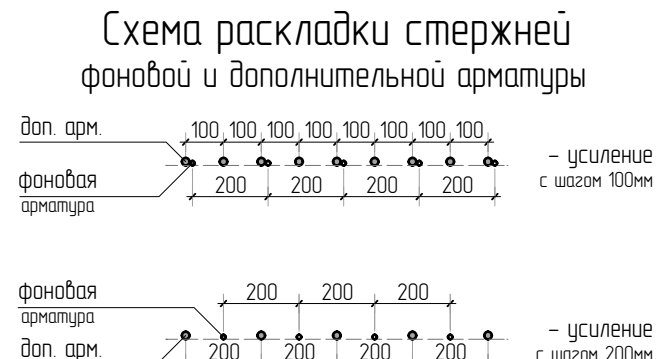 Схема раскладки стержней
фоновой и дополнительной арматуры
доп. арм.
100 100 100 100 100 100 100 100
– усиление
с шагом 100мм
фоновая
арматура
200 200 200 200
фоновая
арматура
200 200 200
– усиление
с шагом 200мм
доп. арм.
200 200 200 200